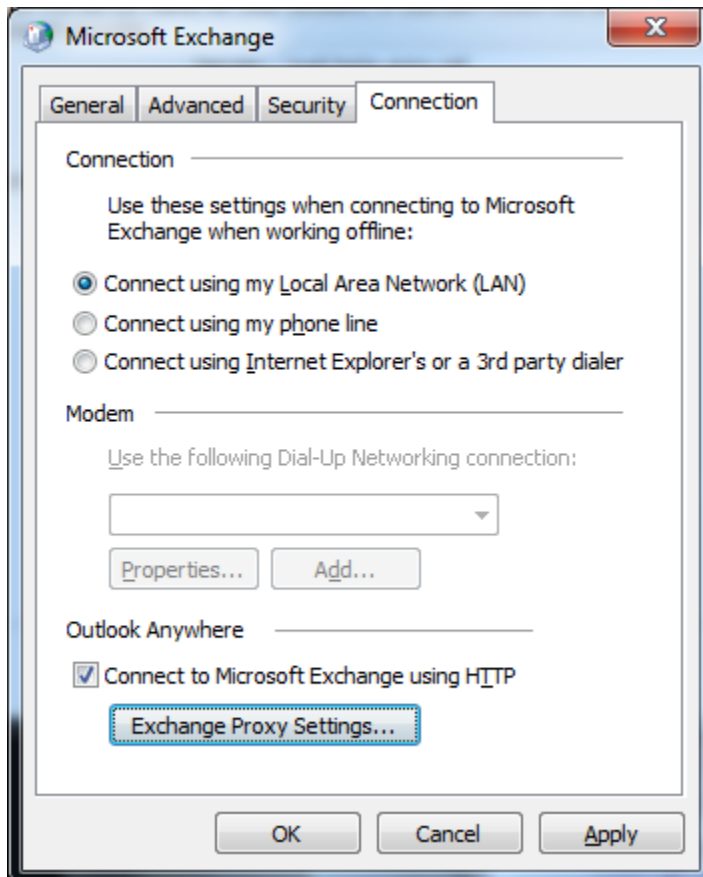 Microsoft Exchange
General Advanced Security Connection
Connection
Use these settings when connecting to Microsoft
Exchange when working offline:
Connect using my Local Area Network (LAN)
Connect using my phone line
Connect using Internet Explorer's or a 3rd party dialer
Modem
Use the following Dial-Up Networking connection:
Properties... Add...
Outlook Anywhere
Connect to Microsoft Exchange using HTTP
Exchange Proxy Settings...
OK Cancel Apply